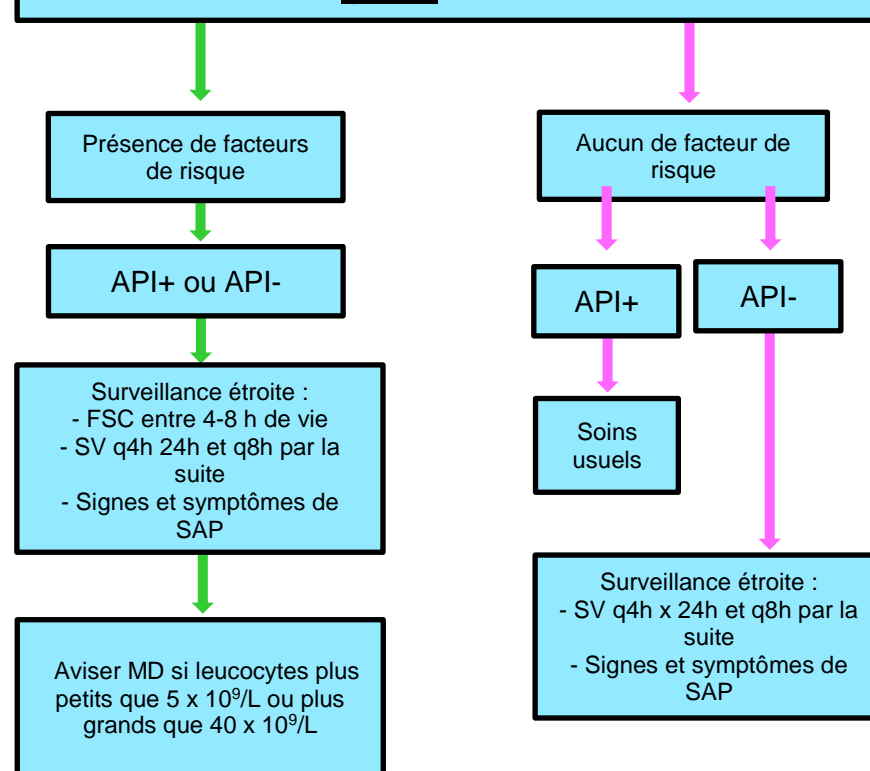 Présence de facteurs
de risque
API+ ou API-
Surveillance étroite :
- FSC entre 4-8 h de vie
- SV q4h 24h et q8h par la
suite
- Signes et symptômes de
SAP
Aviser MD si leucocytes plus
petits que 5 x 10⁹/L ou plus
grands que 40 x 10⁹/L
Aucun de facteur de
risque
API+
API-
Soins
usuels
Surveillance étroite :
- SV q4h x 24h et q8h par la
suite
- Signes et symptômes de
SAP